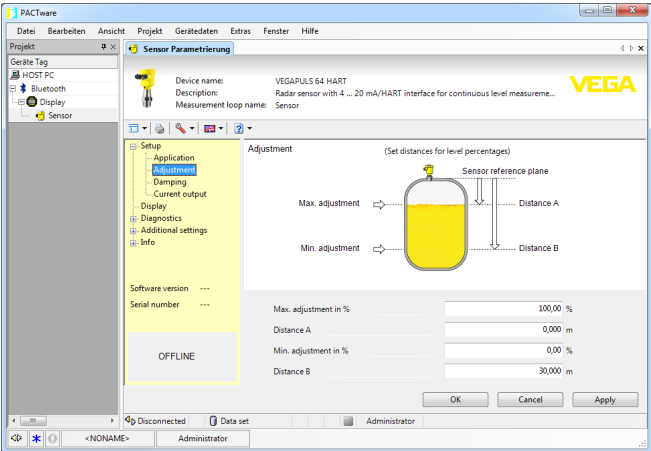 PACTware
Datei Bearbeiten Ansicht Projekt Gerätedaten Extras Fenster Hilfe
Projekt
Geräte Tag
HOST PC
Bluetooth
Display
Sensor
Sensor Parametrierung
Device name: VEGAPULS 64 HART
Description: Radar sensor with 4 ... 20 mA/HART interface for continuous level measureme...
Measurement loop name: Sensor
VEGA
Setup
Application
Adjustment
Damping
Current output
Display
Diagnostics
Additional settings
Info
Software version ---
Serial number ---
OFFLINE
Adjustment (Set distances for level percentages)
Sensor reference plane
Max. adjustment Distance A
Min. adjustment Distance B
Max. adjustment in % 100,00 %
Distance A 0,000 m
Min. adjustment in % 0,00 %
Distance B 30,000 m
OK Cancel Apply
Disconnected Data set Administrator
<NONAME> Administrator